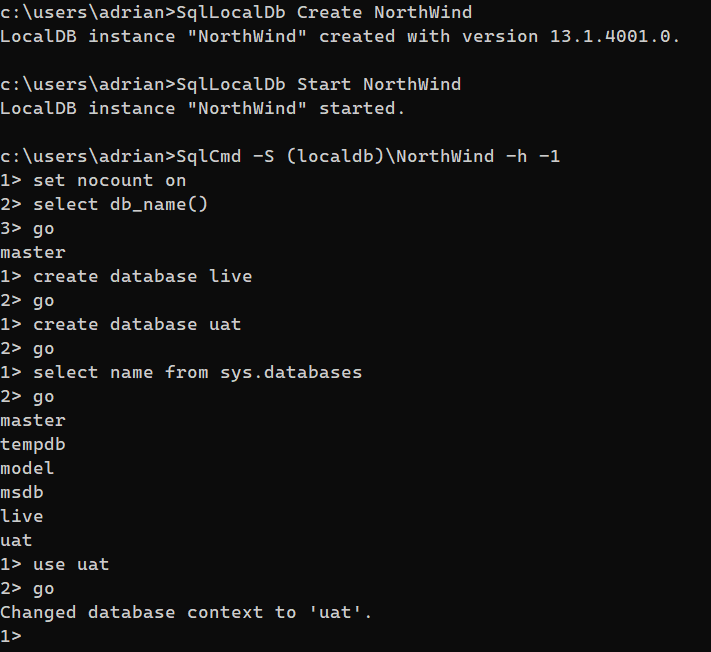 c:\users\adrian>SqlLocalDb Create NorthWind
LocalDB instance "NorthWind" created with version 13.1.4001.0.
c:\users\adrian>SqlLocalDb Start NorthWind
LocalDB instance "NorthWind" started.
c:\users\adrian>SqlCmd -S (localdb)\NorthWind -h -1
1> set nocount on
2> select db_name()
3> go
master
1> create database live
2> go
1> create database uat
2> go
1> select name from sys.databases
2> go
master
tempdb
model
msdb
live
uat
1> use uat
2> go
Changed database context to 'uat'.
1>